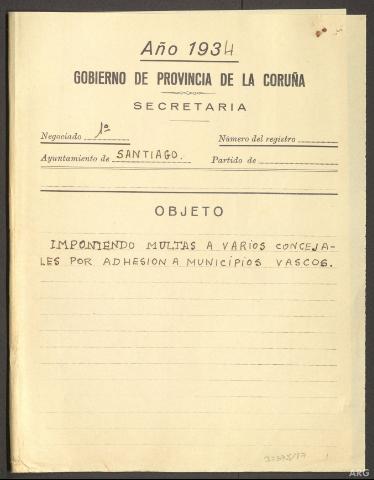 Año 1934
GOBIERNO DE PROVINCIA DE LA CORUÑA
SECRETARIA
Negociado 1º Número del registro
Ayuntamiento de SANTIAGO. Partido de
OBJETO
IMPONIENDO MULTAS A VARIOS CONCEJA-
LES POR ADHESION A MUNICIPIOS VASCOS.
ARG